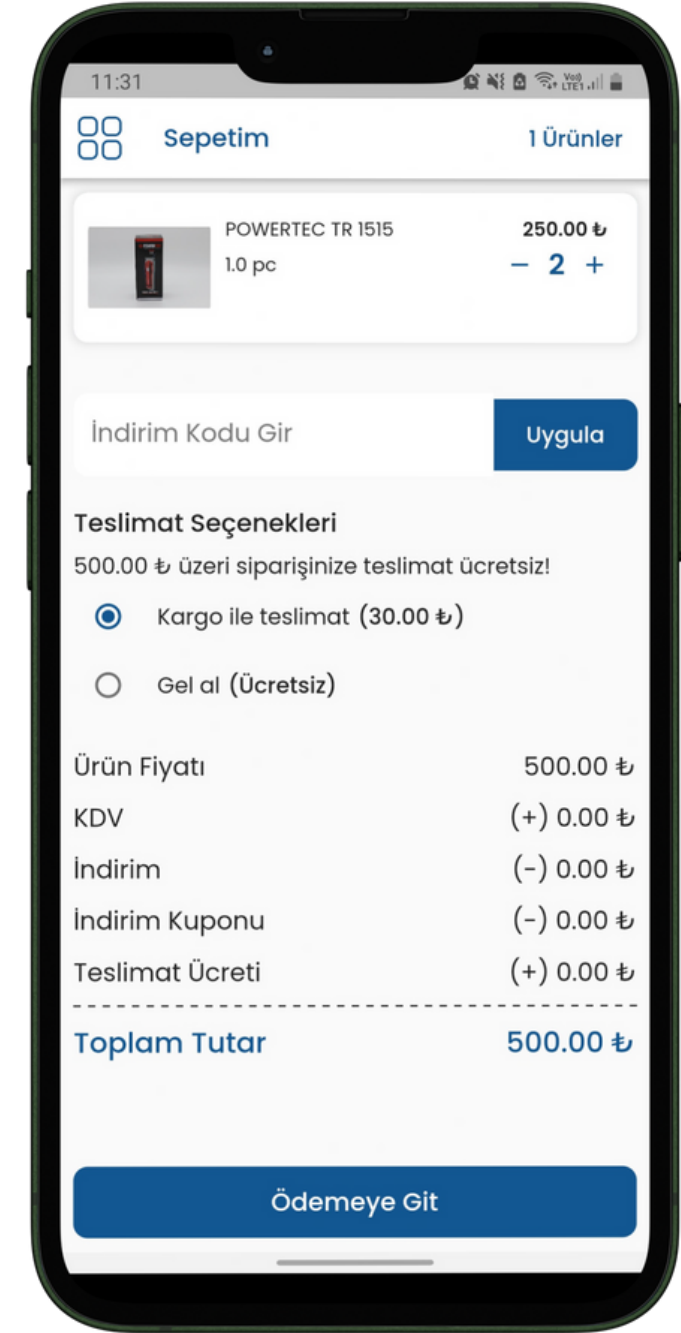 11:31
Vo)) LTE1
Sepetim
1 Ürünler
POWERTEC TR 1515
250.00 ₺
1.0 pc
− 2 +
İndirim Kodu Gir
Uygula
Teslimat Seçenekleri
500.00 ₺ üzeri siparişinize teslimat ücretsiz!
Kargo ile teslimat (30.00 ₺)
Gel al (Ücretsiz)
Ürün Fiyatı
500.00 ₺
KDV
(+) 0.00 ₺
İndirim
(-) 0.00 ₺
İndirim Kuponu
(-) 0.00 ₺
Teslimat Ücreti
(+) 0.00 ₺
Toplam Tutar
500.00 ₺
Ödemeye Git